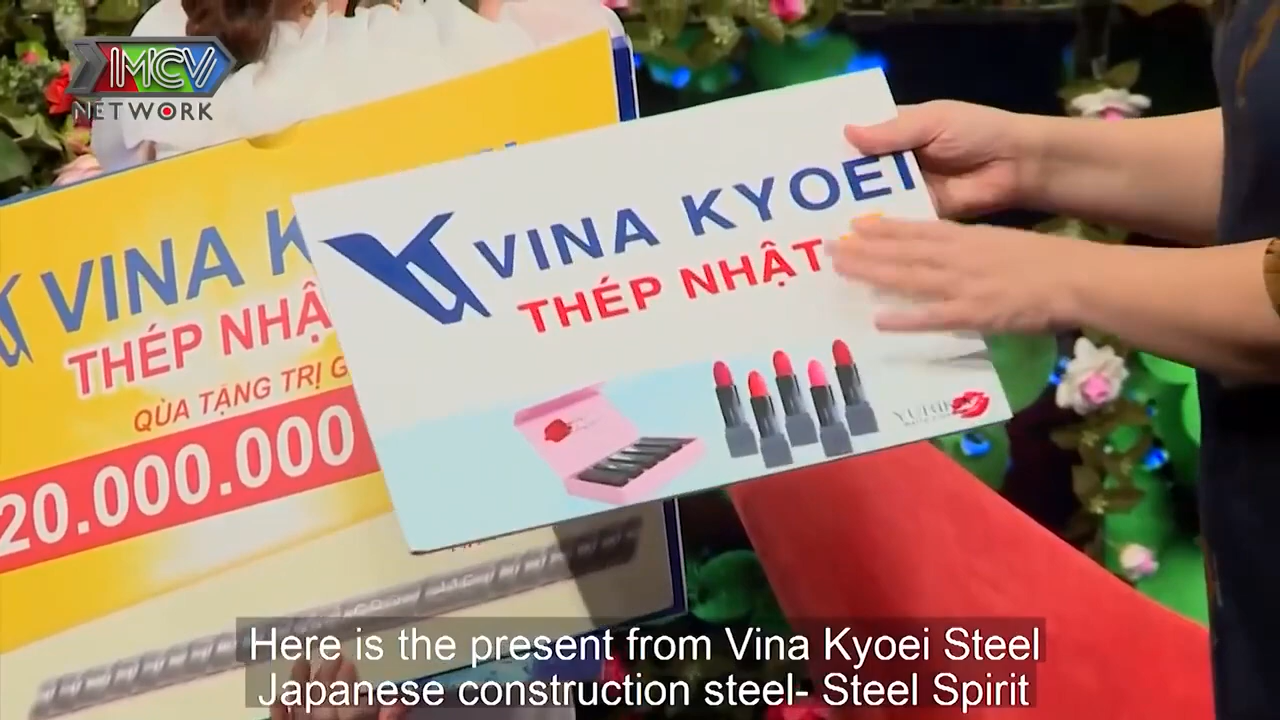 MCV
NETWORK
VINA K
THÉP NHẬ
QÙA TẶNG TRỊ G
20.000.000
VINA KYOEI
THÉP NHẬT
Here is the present from Vina Kyoei Steel
Japanese construction steel- Steel Spirit